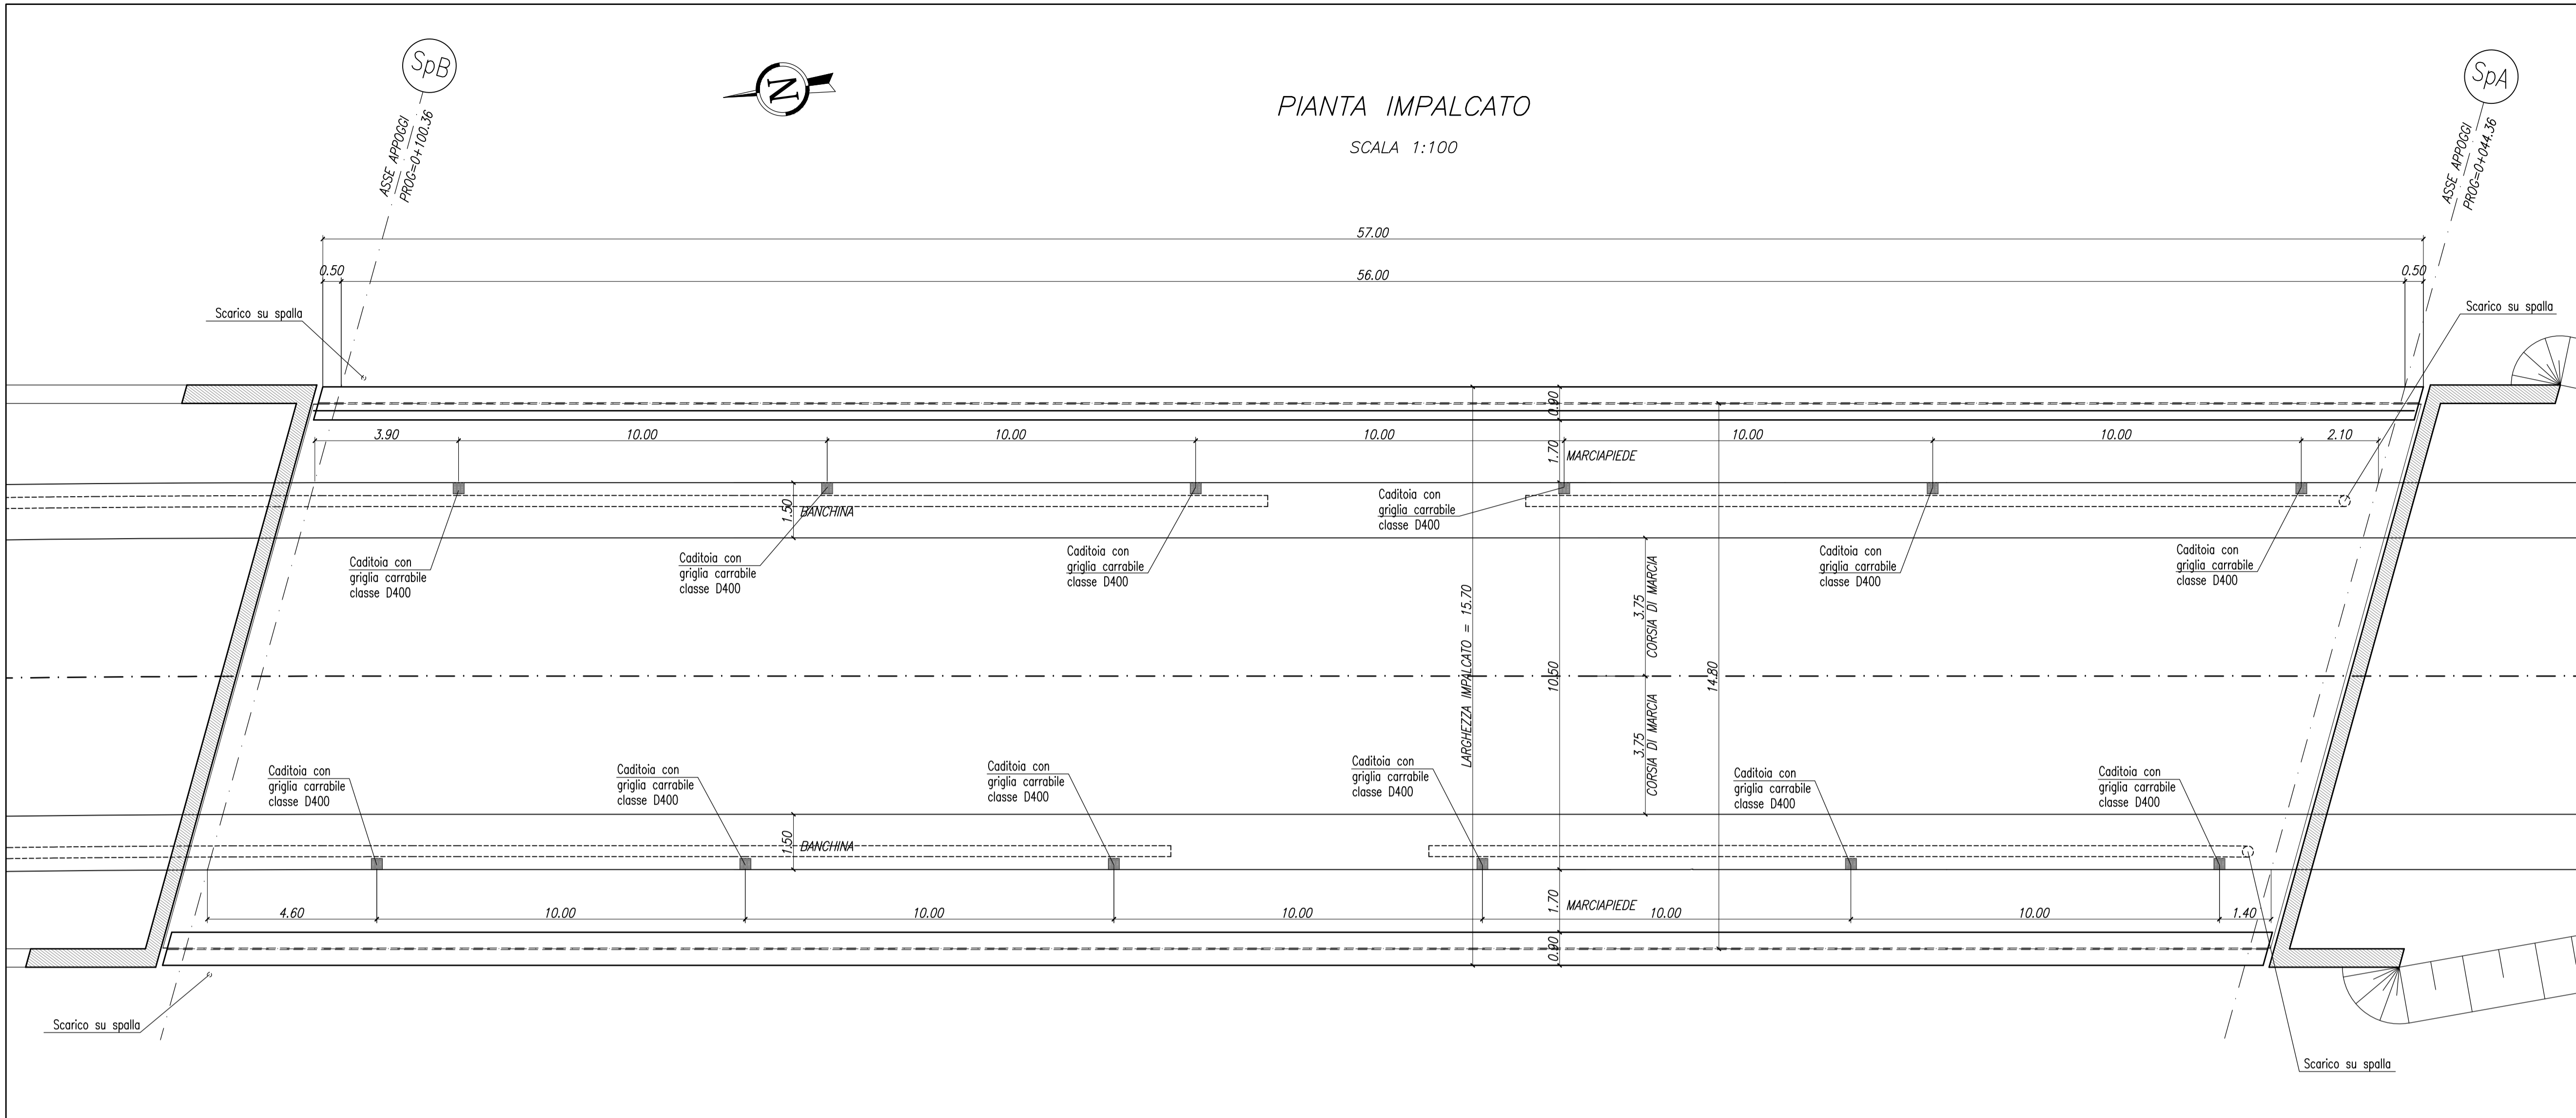 SpB
N
PIANTA IMPALCATO
SCALA 1:100
SpA
ASSE APPOGGI
PROG=0+100.36
ASSE APPOGGI
PROG=0+044.36
57.00
0.50
56.00
0.50
Scarico su spalla
Scarico su spalla
0.90
3.90
10.00
10.00
10.00
10.00
10.00
2.10
1.70
MARCIAPIEDE
1.50
BANCHINA
Caditoia con
griglia carrabile
classe D400
Caditoia con
griglia carrabile
classe D400
Caditoia con
griglia carrabile
classe D400
Caditoia con
griglia carrabile
classe D400
Caditoia con
griglia carrabile
classe D400
Caditoia con
griglia carrabile
classe D400
LARGHEZZA IMPALCATO = 15.70
10.50
3.75
CORSIA DI MARCIA
14.80
3.75
CORSIA DI MARCIA
Caditoia con
griglia carrabile
classe D400
Caditoia con
griglia carrabile
classe D400
Caditoia con
griglia carrabile
classe D400
Caditoia con
griglia carrabile
classe D400
Caditoia con
griglia carrabile
classe D400
Caditoia con
griglia carrabile
classe D400
1.50
BANCHINA
4.60
10.00
10.00
10.00
1.70
MARCIAPIEDE
10.00
10.00
1.40
0.90
Scarico su spalla
Scarico su spalla